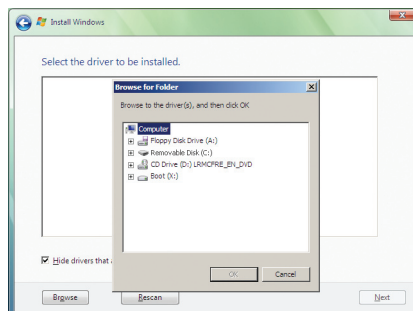 Install Windows
Select the driver to be installed.
Browse for Folder
Browse to the driver(s), and then click OK
Computer
Floppy Disk Drive (A:)
Removable Disk (C:)
CD Drive (D:) LRMCFRE_EN_DVD
Boot (X:)
Hide drivers that
OK
Cancel
Browse
Rescan
Next